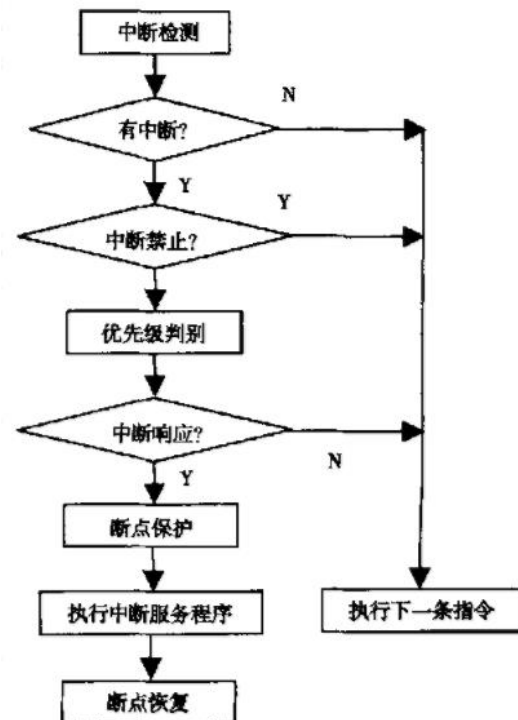 中断检测
N
有中断?
Y
Y
中断禁止?
优先级判别
中断响应?
N
Y
断点保护
执行中断服务程序
执行下一条指令
断点恢复